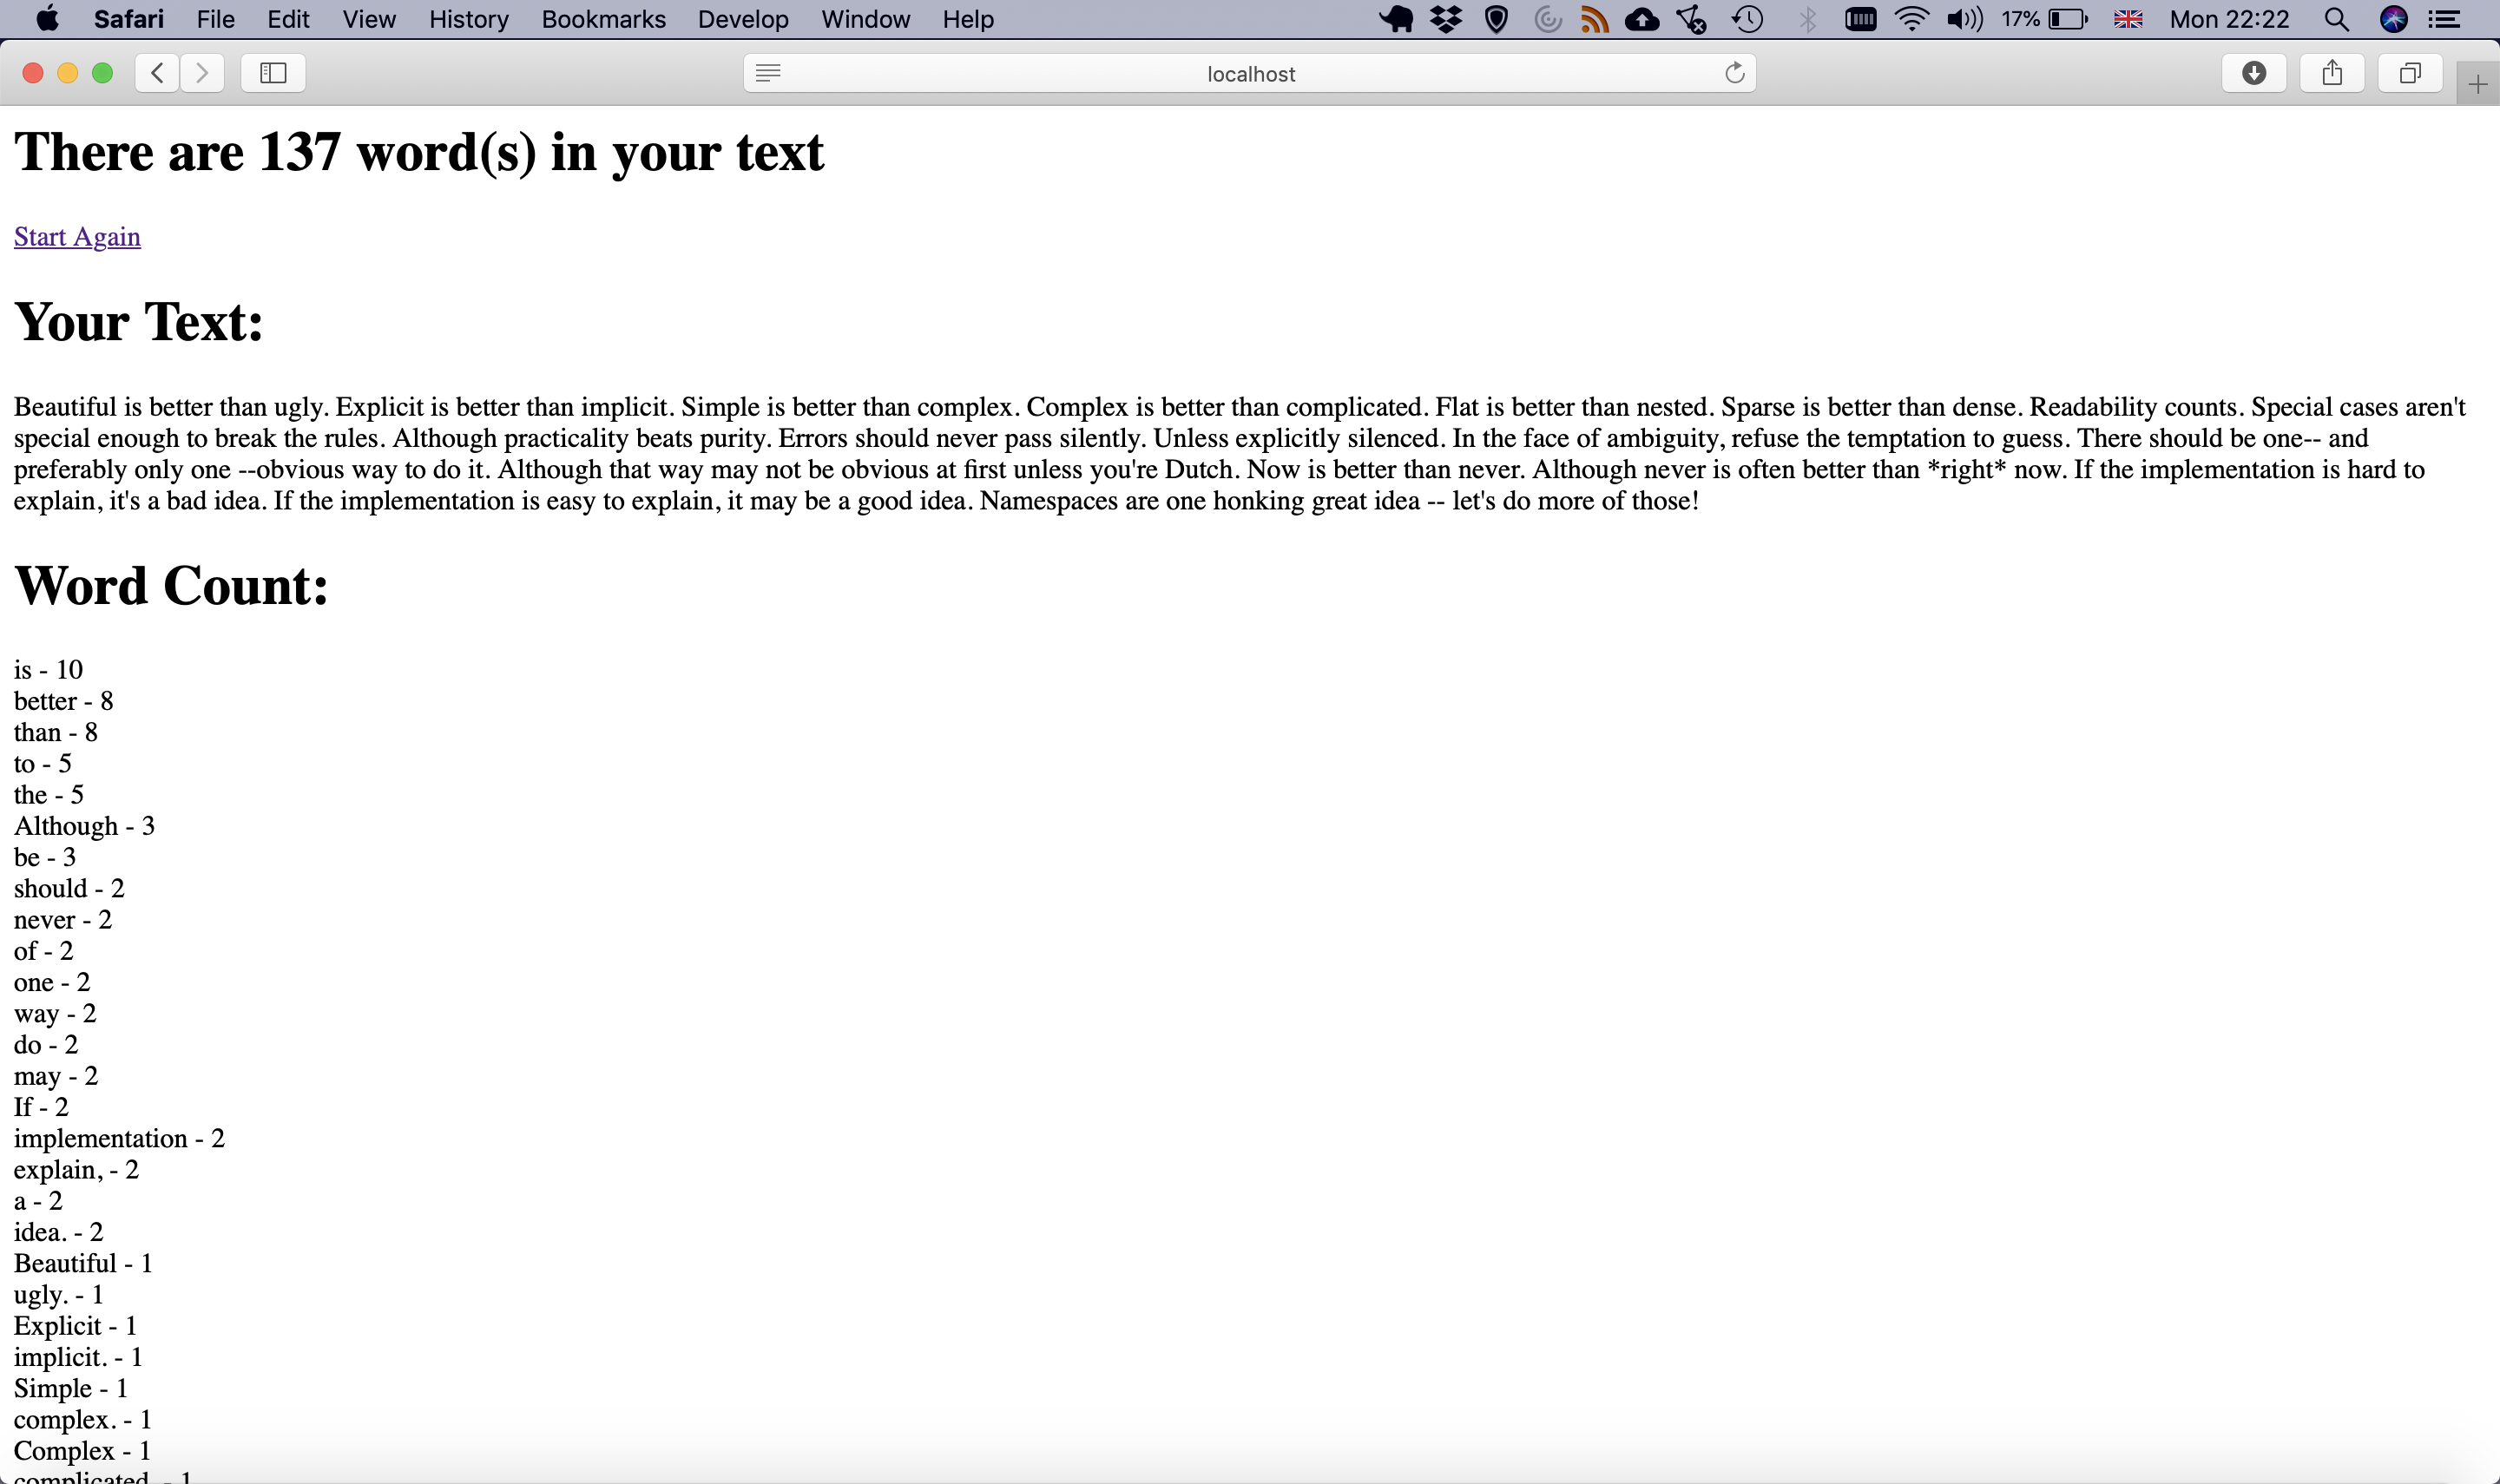 Safari File Edit View History Bookmarks Develop Window Help 17% Mon 22:22
localhost
There are 137 word(s) in your text
Start Again
Your Text:
Beautiful is better than ugly. Explicit is better than implicit. Simple is better than complex. Complex is better than complicated. Flat is better than nested. Sparse is better than dense. Readability counts. Special cases aren't
special enough to break the rules. Although practicality beats purity. Errors should never pass silently. Unless explicitly silenced. In the face of ambiguity, refuse the temptation to guess. There should be one-- and
preferably only one --obvious way to do it. Although that way may not be obvious at first unless you're Dutch. Now is better than never. Although never is often better than *right* now. If the implementation is hard to
explain, it's a bad idea. If the implementation is easy to explain, it may be a good idea. Namespaces are one honking great idea -- let's do more of those!
Word Count:
is - 10
better - 8
than - 8
to - 5
the - 5
Although - 3
be - 3
should - 2
never - 2
of - 2
one - 2
way - 2
do - 2
may - 2
If - 2
implementation - 2
explain, - 2
a - 2
idea. - 2
Beautiful - 1
ugly. - 1
Explicit - 1
implicit. - 1
Simple - 1
complex. - 1
Complex - 1
complicated. - 1